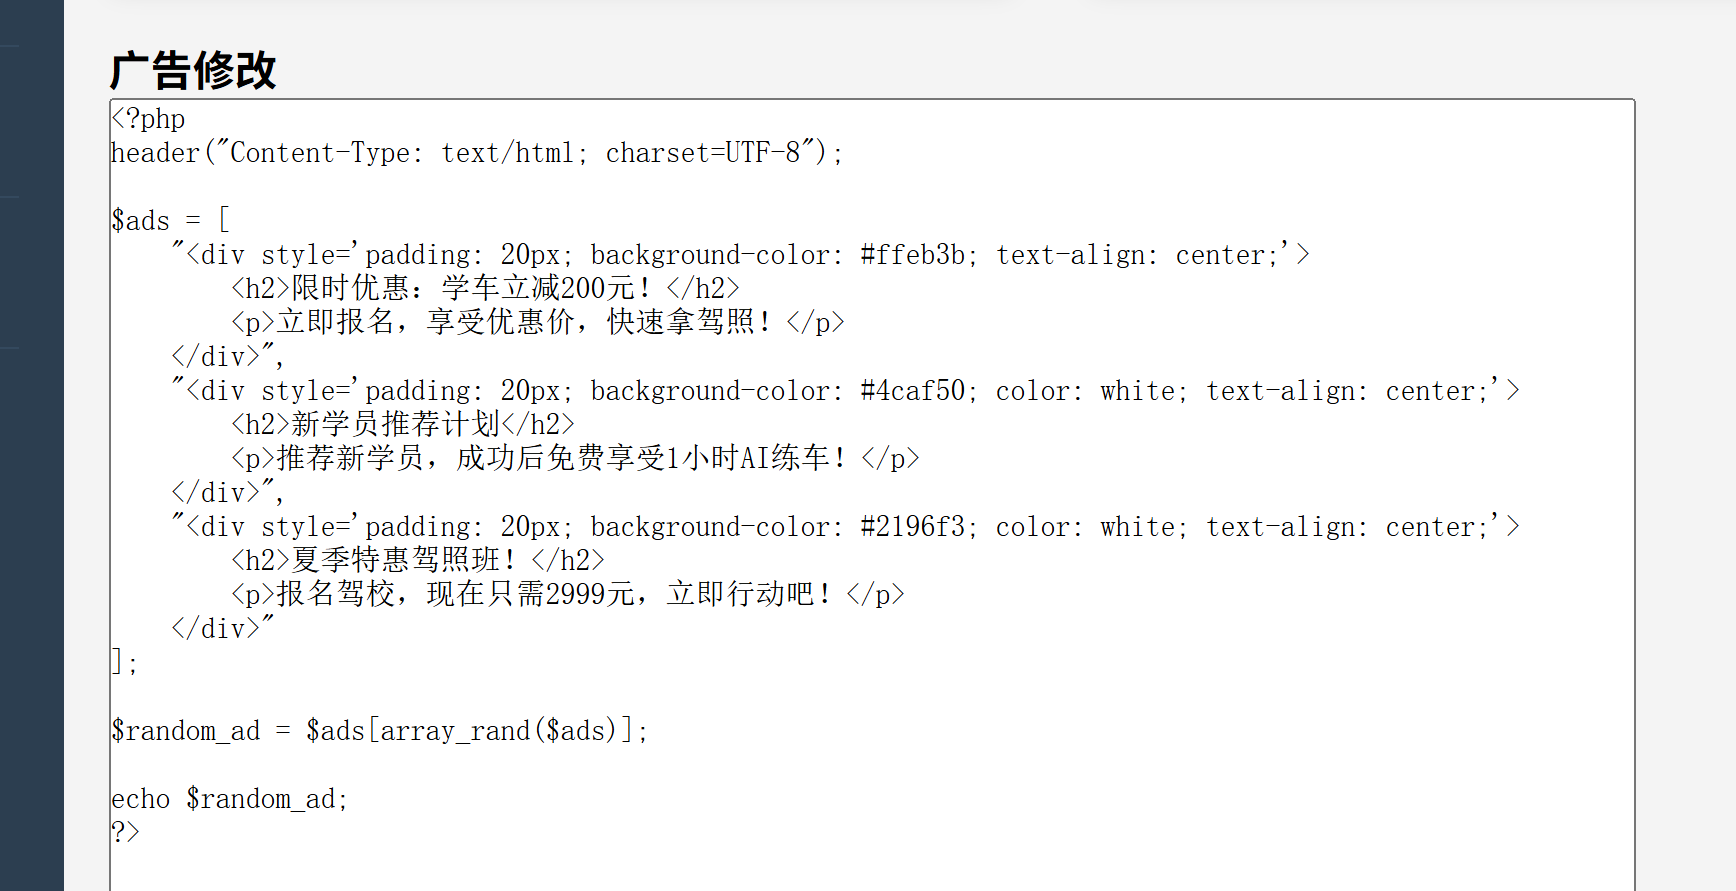 广告修改
<?php
header("Content-Type: text/html; charset=UTF-8");
$ads = [
    "<div style='padding: 20px; background-color: #ffeb3b; text-align: center;'>
        <h2>限时优惠：学车立减200元！</h2>
        <p>立即报名，享受优惠价，快速拿驾照！</p>
    </div>",
    "<div style='padding: 20px; background-color: #4caf50; color: white; text-align: center;'>
        <h2>新学员推荐计划</h2>
        <p>推荐新学员，成功后免费享受1小时AI练车！</p>
    </div>",
    "<div style='padding: 20px; background-color: #2196f3; color: white; text-align: center;'>
        <h2>夏季特惠驾照班！</h2>
        <p>报名驾校，现在只需2999元，立即行动吧！</p>
    </div>"
];
$random_ad = $ads[array_rand($ads)];
echo $random_ad;
?>